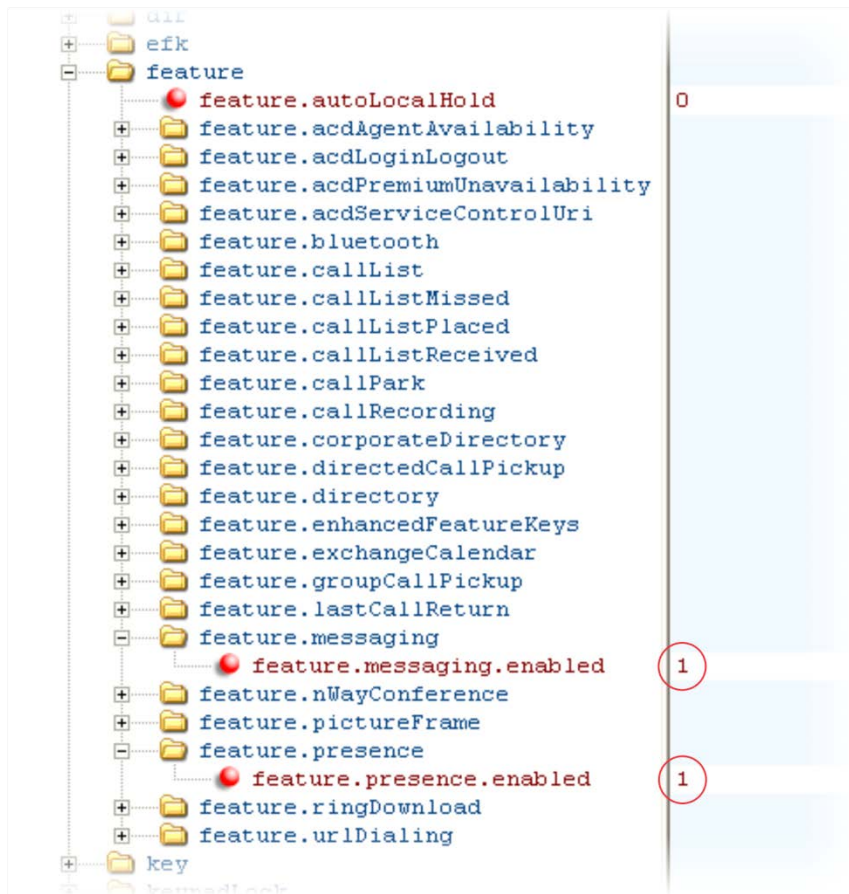 dir
efk
feature
feature.autoLocalHold 0
feature.acdAgentAvailability
feature.acdLoginLogout
feature.acdPremiumUnavailability
feature.acdServiceControlUri
feature.bluetooth
feature.callList
feature.callListMissed
feature.callListPlaced
feature.callListReceived
feature.callPark
feature.callRecording
feature.corporateDirectory
feature.directedCallPickup
feature.directory
feature.enhancedFeatureKeys
feature.exchangeCalendar
feature.groupCallPickup
feature.lastCallReturn
feature.messaging
feature.messaging.enabled 1
feature.nWayConference
feature.pictureFrame
feature.presence
feature.presence.enabled 1
feature.ringDownload
feature.urlDialing
key
keypadLock